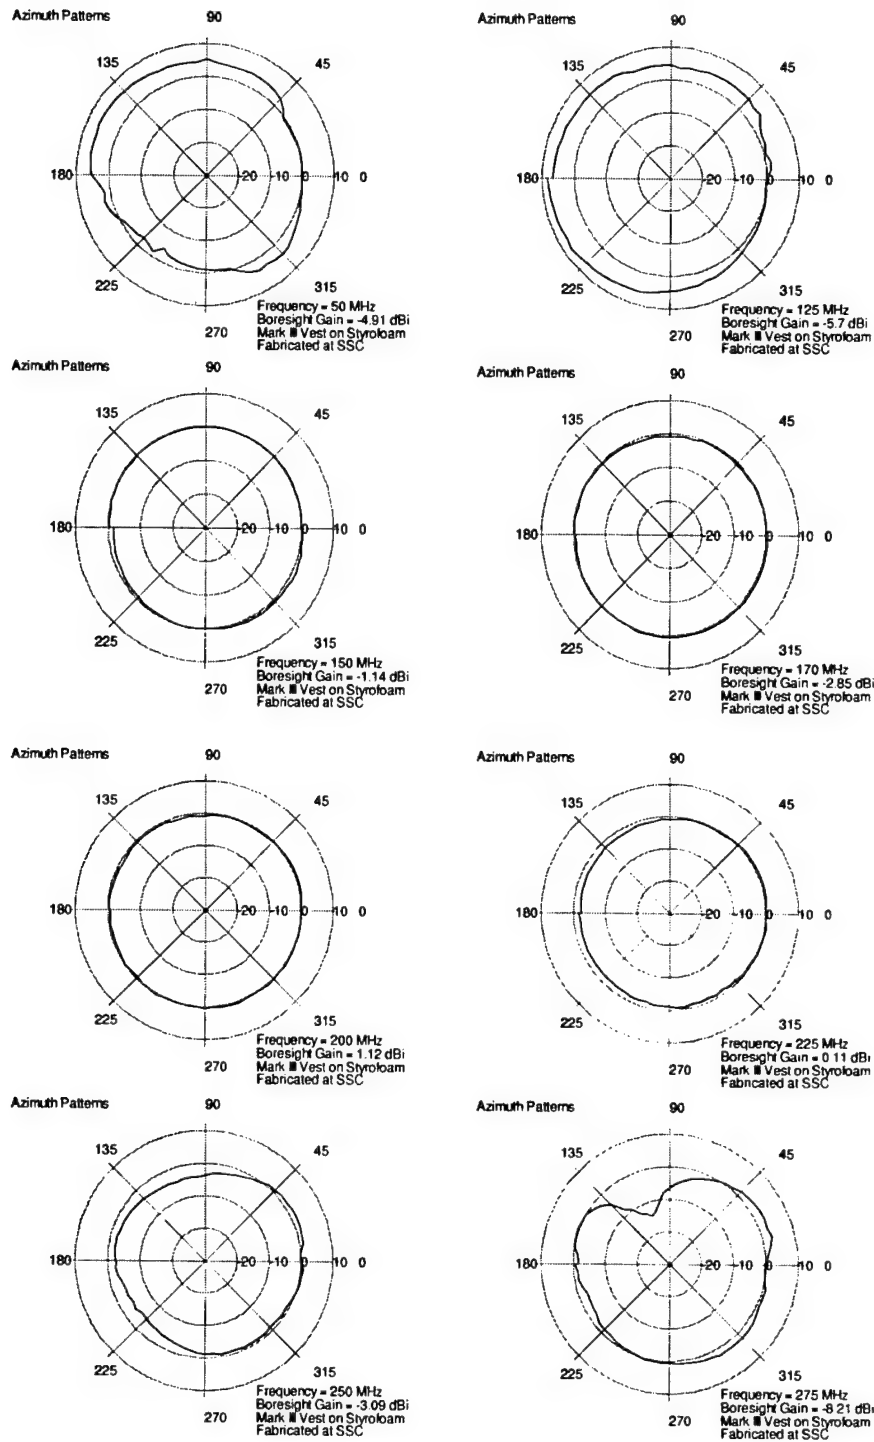 Azimuth Patterns
90
135
45
180
-20
-10
0
10
0
225
315
270
Frequency = 50 MHz
Boresight Gain = -4.91 dBi
Mark III Vest on Styrofoam
Fabricated at SSC
Azimuth Patterns
90
135
45
180
-20
-10
0
10
0
225
315
270
Frequency = 125 MHz
Boresight Gain = -5.7 dBi
Mark III Vest on Styrofoam
Fabricated at SSC
Azimuth Patterns
90
135
45
180
-20
-10
0
10
0
225
315
270
Frequency = 150 MHz
Boresight Gain = -1.14 dBi
Mark III Vest on Styrofoam
Fabricated at SSC
Azimuth Patterns
90
135
45
180
-20
-10
0
10
0
225
315
270
Frequency = 170 MHz
Boresight Gain = -2.85 dBi
Mark III Vest on Styrofoam
Fabricated at SSC
Azimuth Patterns
90
135
45
180
-20
-10
0
10
0
225
315
270
Frequency = 200 MHz
Boresight Gain = 1.12 dBi
Mark III Vest on Styrofoam
Fabricated at SSC
Azimuth Patterns
90
135
45
180
-20
-10
0
10
0
225
315
270
Frequency = 225 MHz
Boresight Gain = 0.11 dBi
Mark III Vest on Styrofoam
Fabricated at SSC
Azimuth Patterns
90
135
45
180
-20
-10
0
10
0
225
315
270
Frequency = 250 MHz
Boresight Gain = -3.09 dBi
Mark III Vest on Styrofoam
Fabricated at SSC
Azimuth Patterns
90
135
45
180
-20
-10
0
10
0
225
315
270
Frequency = 275 MHz
Boresight Gain = -8.21 dBi
Mark III Vest on Styrofoam
Fabricated at SSC